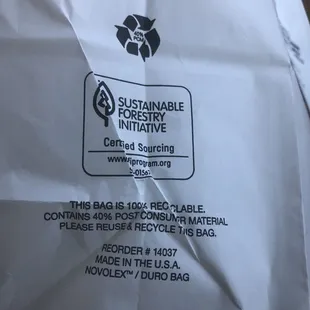 SUSTAINABLE
FORESTRY
INITIATIVE
Certified Sourcing
www.sfiprogram.org
THIS BAG IS 100% RECYCLABLE.
CONTAINS 40% POST CONSUMER MATERIAL
PLEASE REUSE & RECYCLE THIS BAG.
REORDER # 14037
MADE IN THE U.S.A.
NOVOLEX™ / DURO BAG